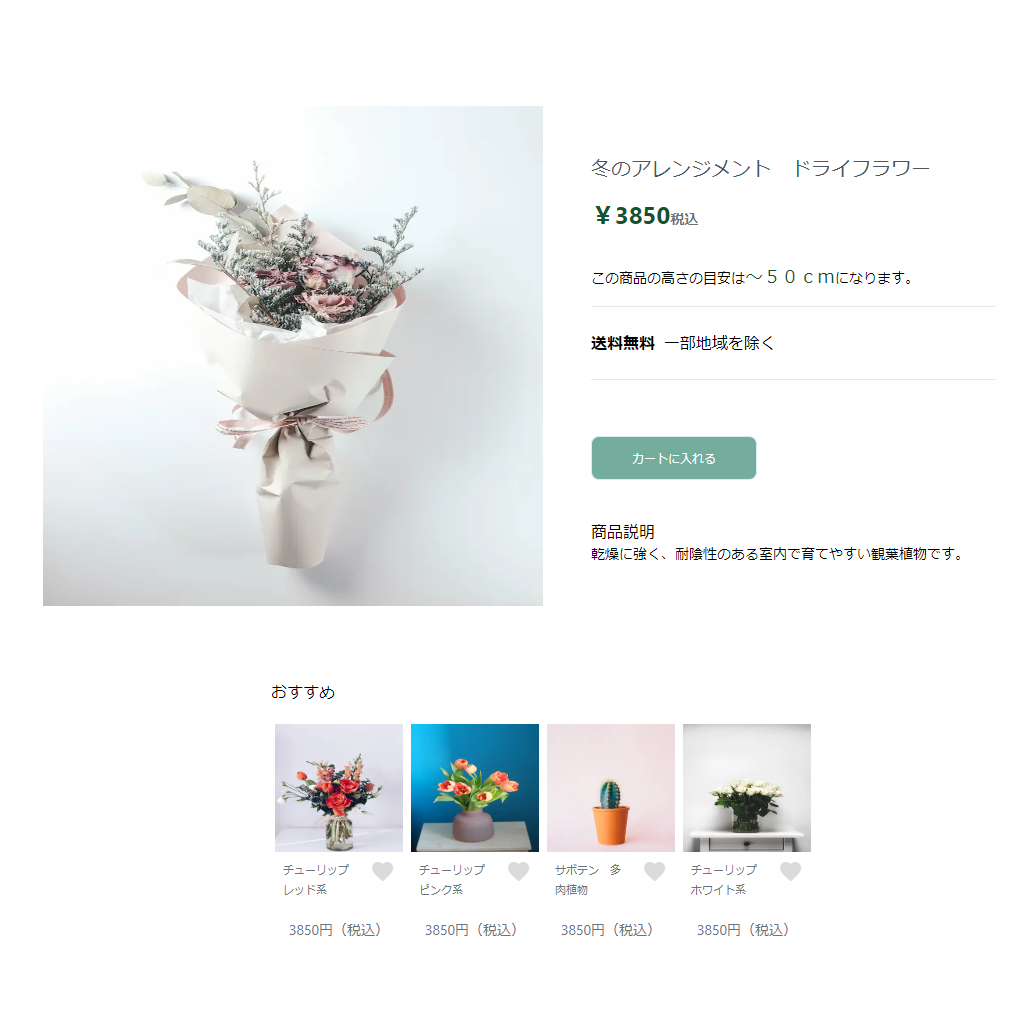 冬のアレンジメント　ドライフラワー
￥3850税込
この商品の高さの目安は～５０ｃｍになります。
送料無料 一部地域を除く
カートに入れる
商品説明
乾燥に強く、耐陰性のある室内で育てやすい観葉植物です。
おすすめ
チューリップ
レッド系
3850円（税込）
チューリップ
ピンク系
3850円（税込）
サボテン　多
肉植物
3850円（税込）
チューリップ
ホワイト系
3850円（税込）